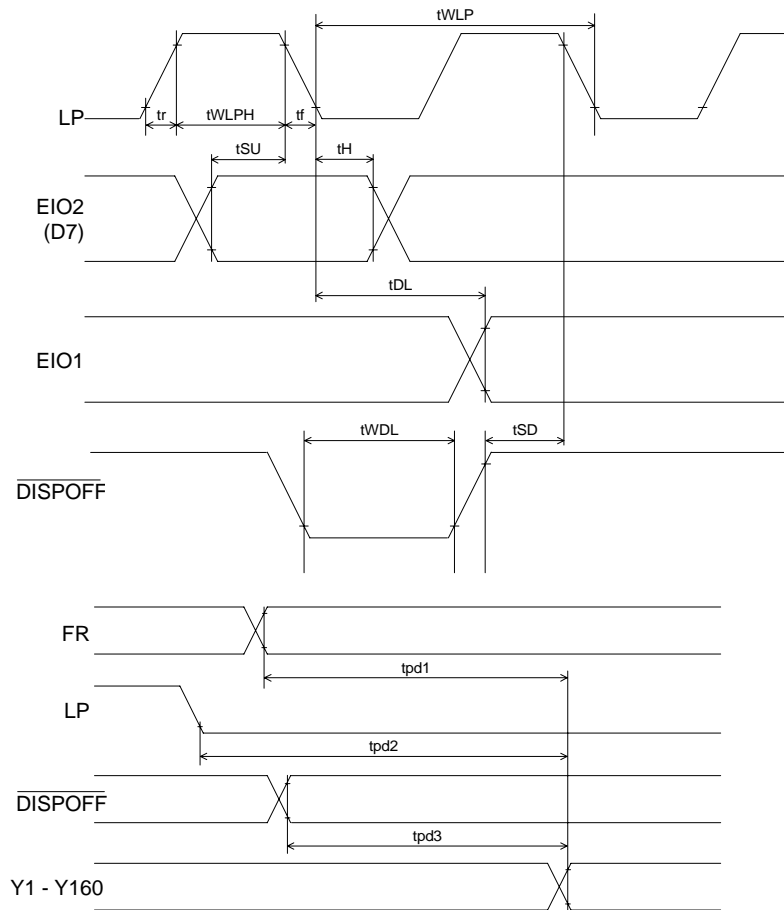 tWLP
LP
tr
tWLPH
tf
tSU
tH
EIO2
(D7)
tDL
EIO1
tWDL
tSD
DISPOFF
FR
tpd1
LP
tpd2
DISPOFF
tpd3
Y1 - Y160